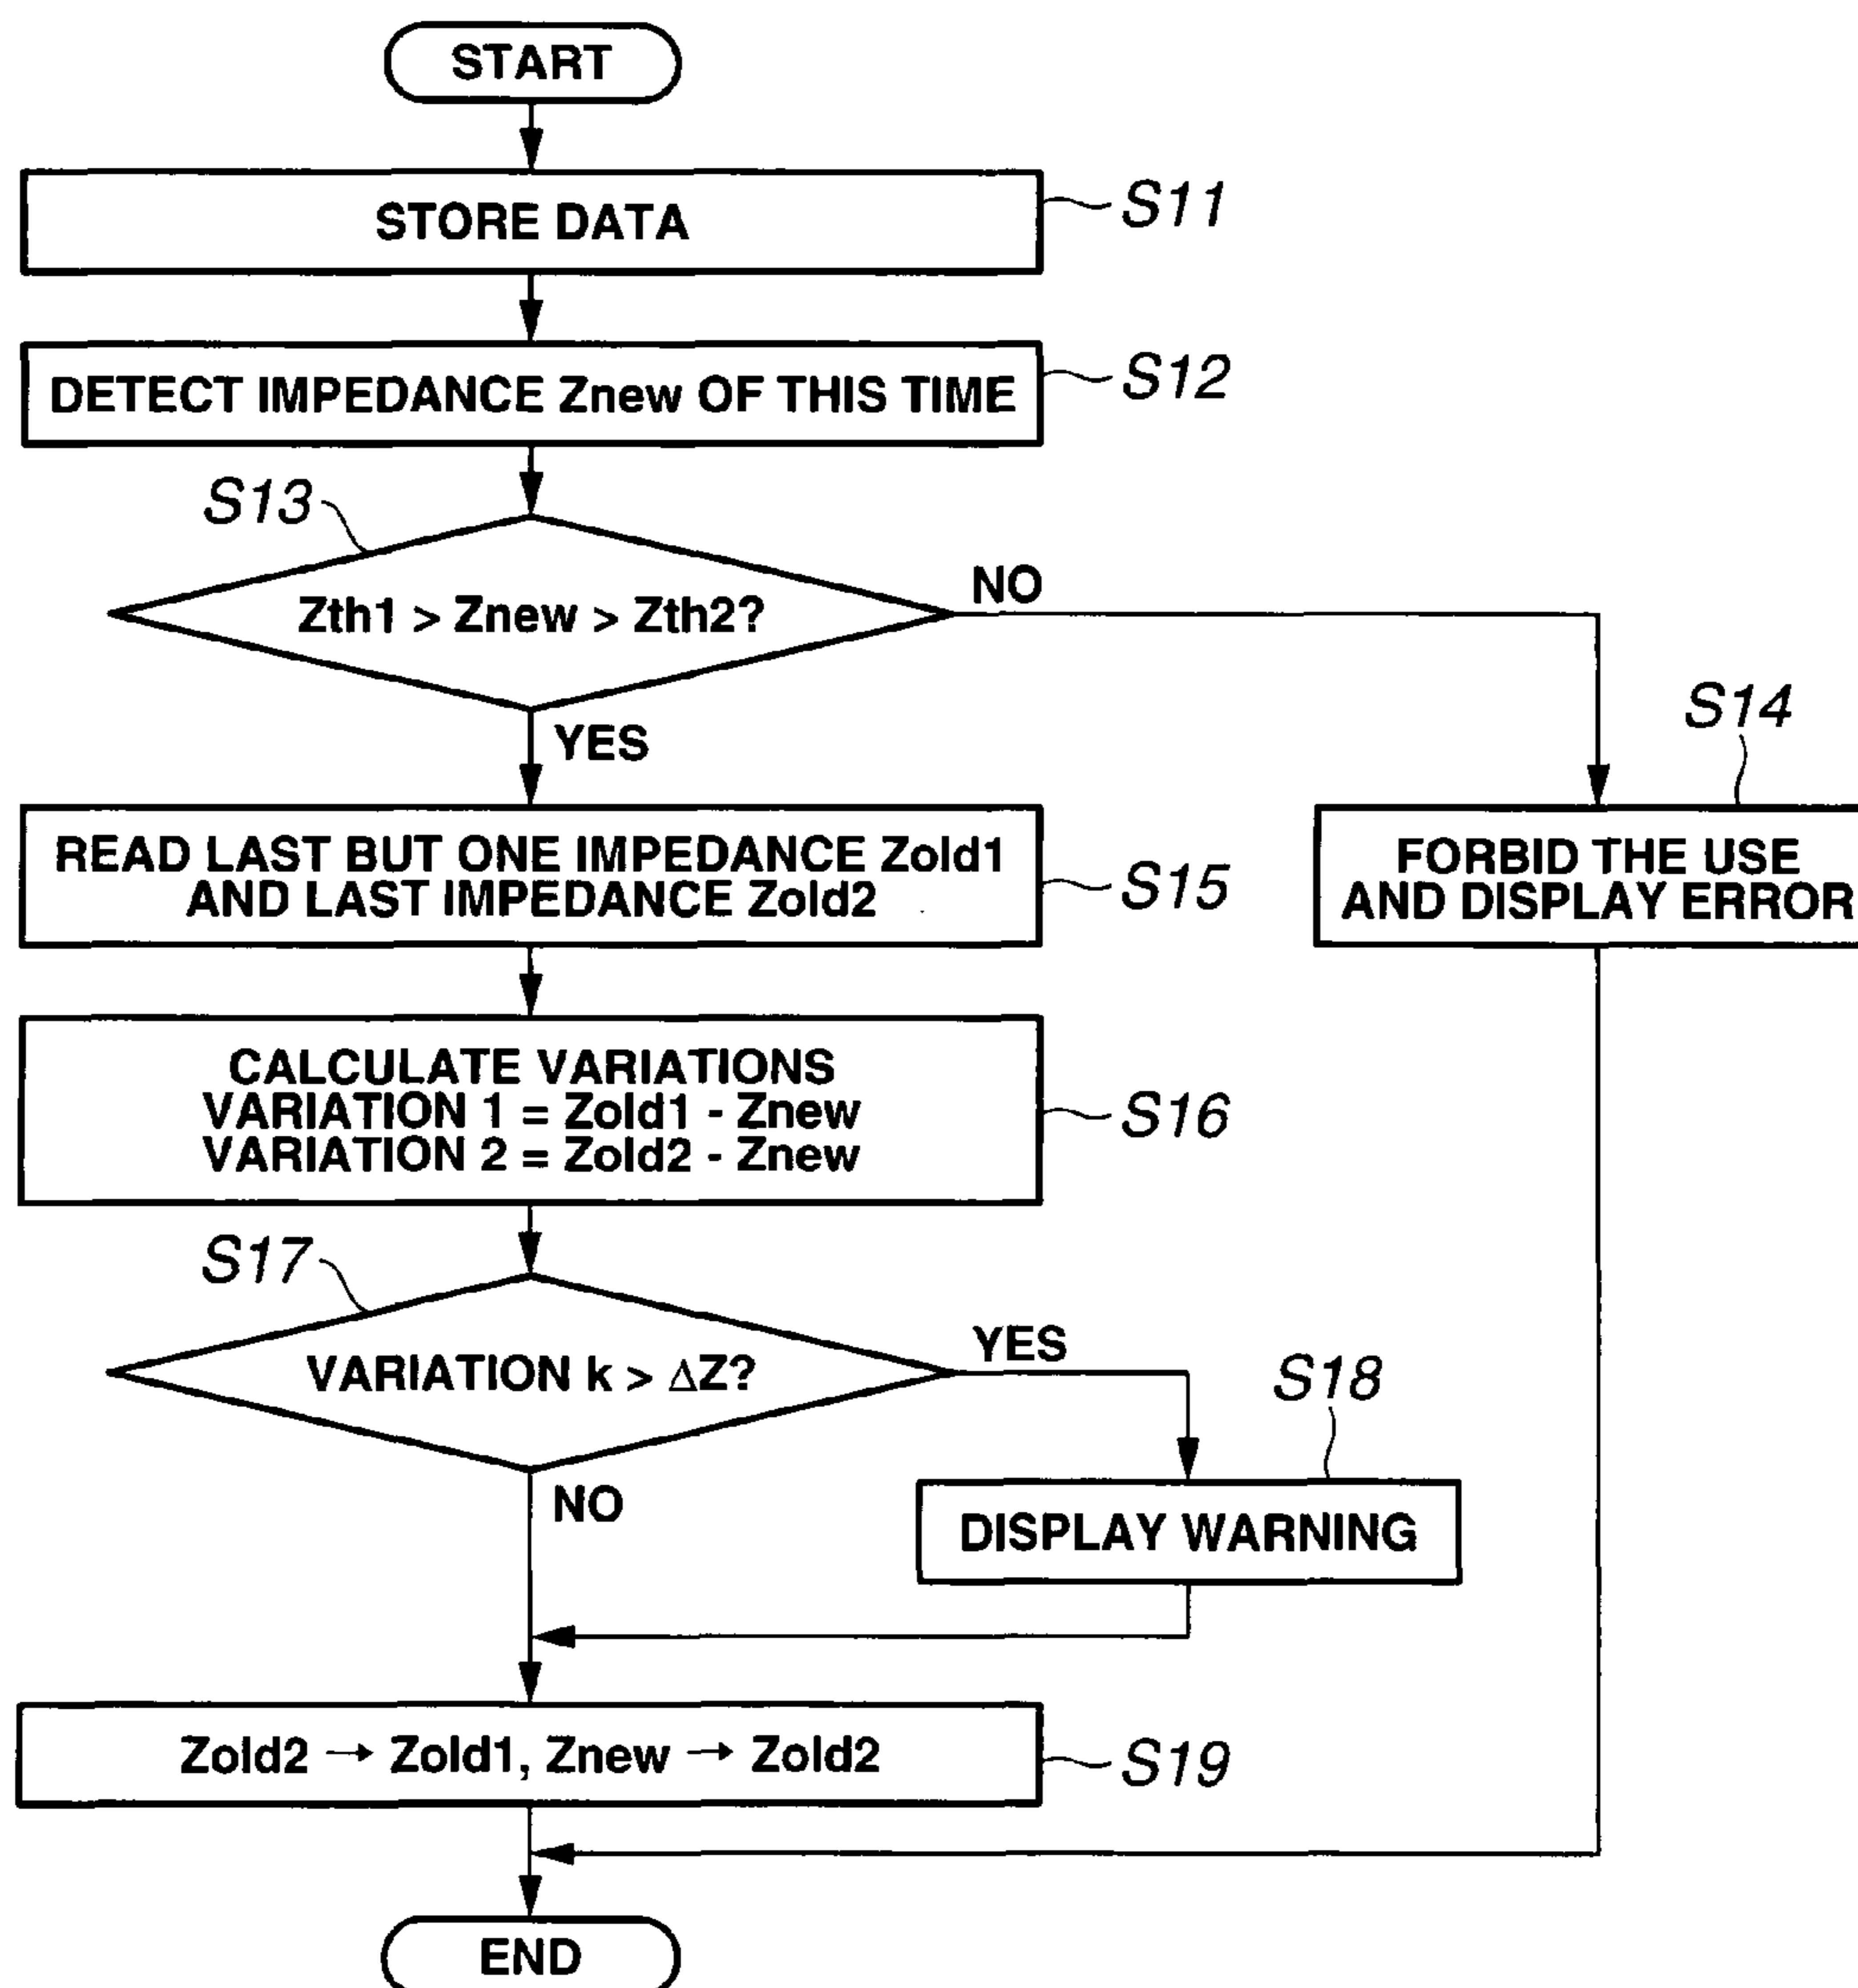 START
STORE DATA
S11
DETECT IMPEDANCE Znew OF THIS TIME
S12
S13
Zth1 > Znew > Zth2?
NO
YES
S14
READ LAST BUT ONE IMPEDANCE Zold1
AND LAST IMPEDANCE Zold2
S15
FORBID THE USE
AND DISPLAY ERROR
CALCULATE VARIATIONS
VARIATION 1 = Zold1 - Znew
VARIATION 2 = Zold2 - Znew
S16
S17
VARIATION k > ΔZ?
YES
S18
NO
DISPLAY WARNING
Zold2 → Zold1, Znew → Zold2
S19
END